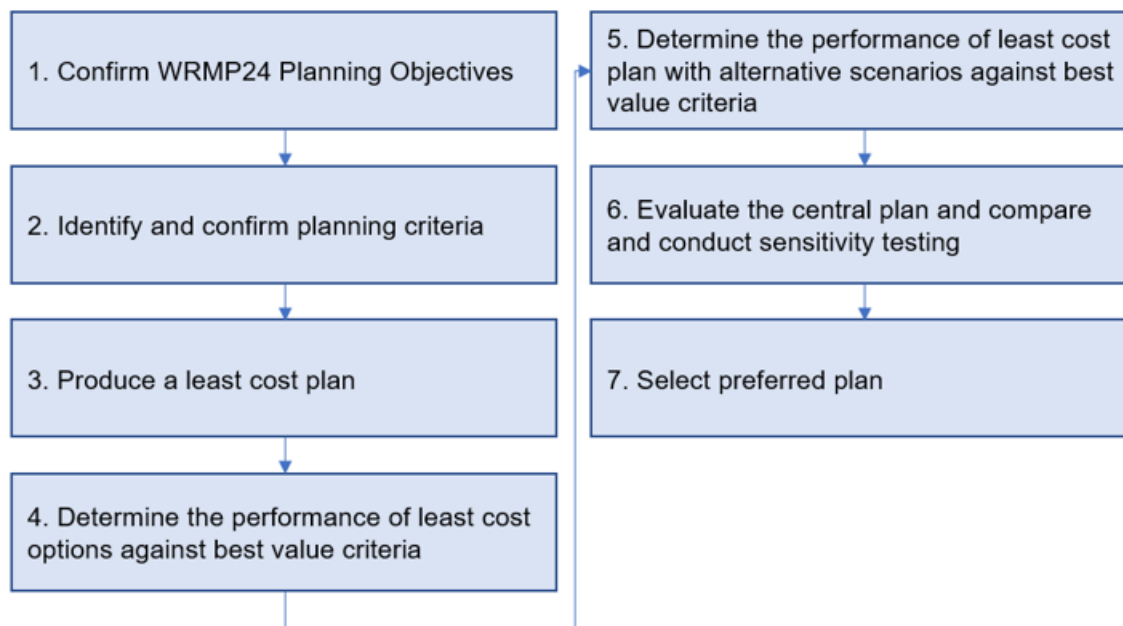 1. Confirm WRMP24 Planning Objectives
2. Identify and confirm planning criteria
3. Produce a least cost plan
4. Determine the performance of least cost
options against best value criteria
5. Determine the performance of least cost
plan with alternative scenarios against best
value criteria
6. Evaluate the central plan and compare
and conduct sensitivity testing
7. Select preferred plan